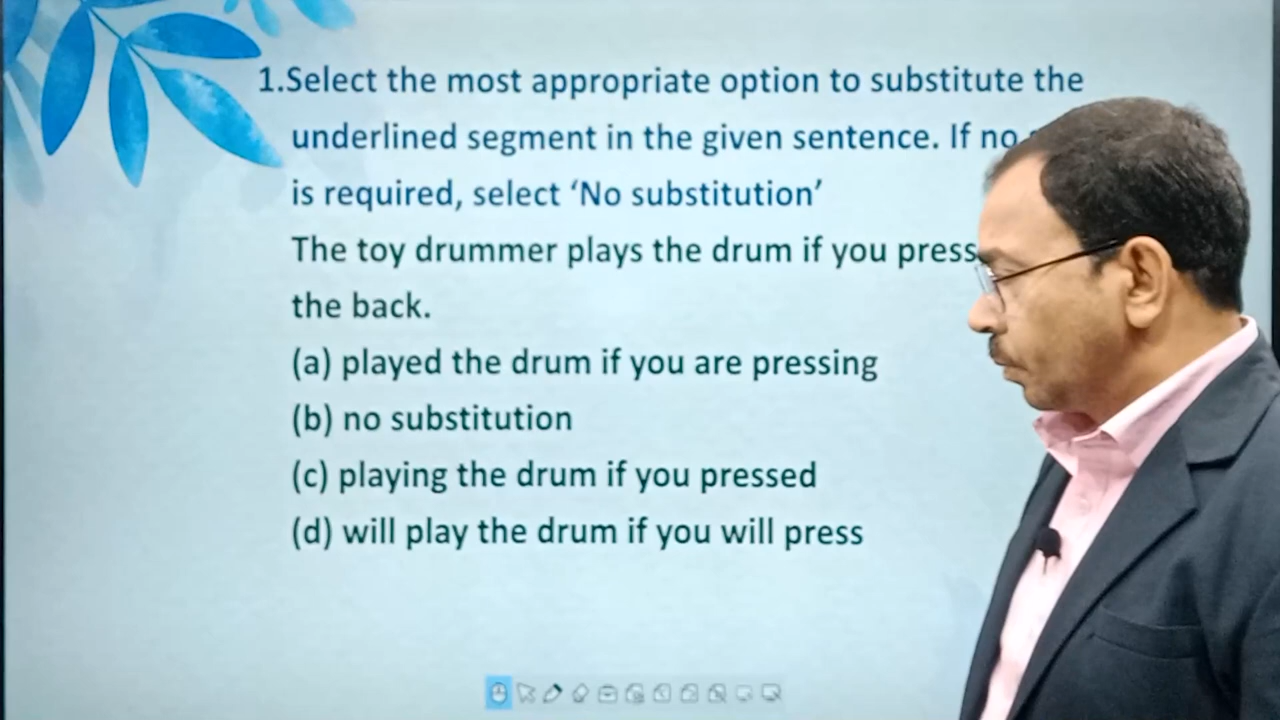 1.Select the most appropriate option to substitute the
underlined segment in the given sentence. If no
is required, select ‘No substitution’
The toy drummer plays the drum if you press
the back.
(a) played the drum if you are pressing
(b) no substitution
(c) playing the drum if you pressed
(d) will play the drum if you will press